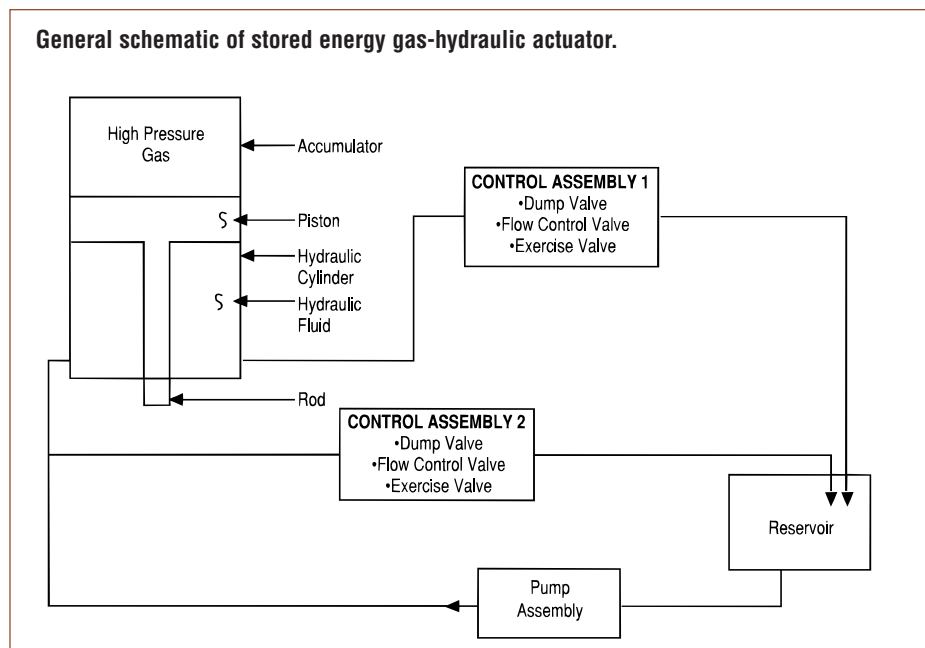 General schematic of stored energy gas-hydraulic actuator.
High Pressure
Gas
Accumulator
Piston
Hydraulic
Cylinder
Hydraulic
Fluid
Rod
CONTROL ASSEMBLY 1
•Dump Valve
•Flow Control Valve
•Exercise Valve
CONTROL ASSEMBLY 2
•Dump Valve
•Flow Control Valve
•Exercise Valve
Reservoir
Pump
Assembly